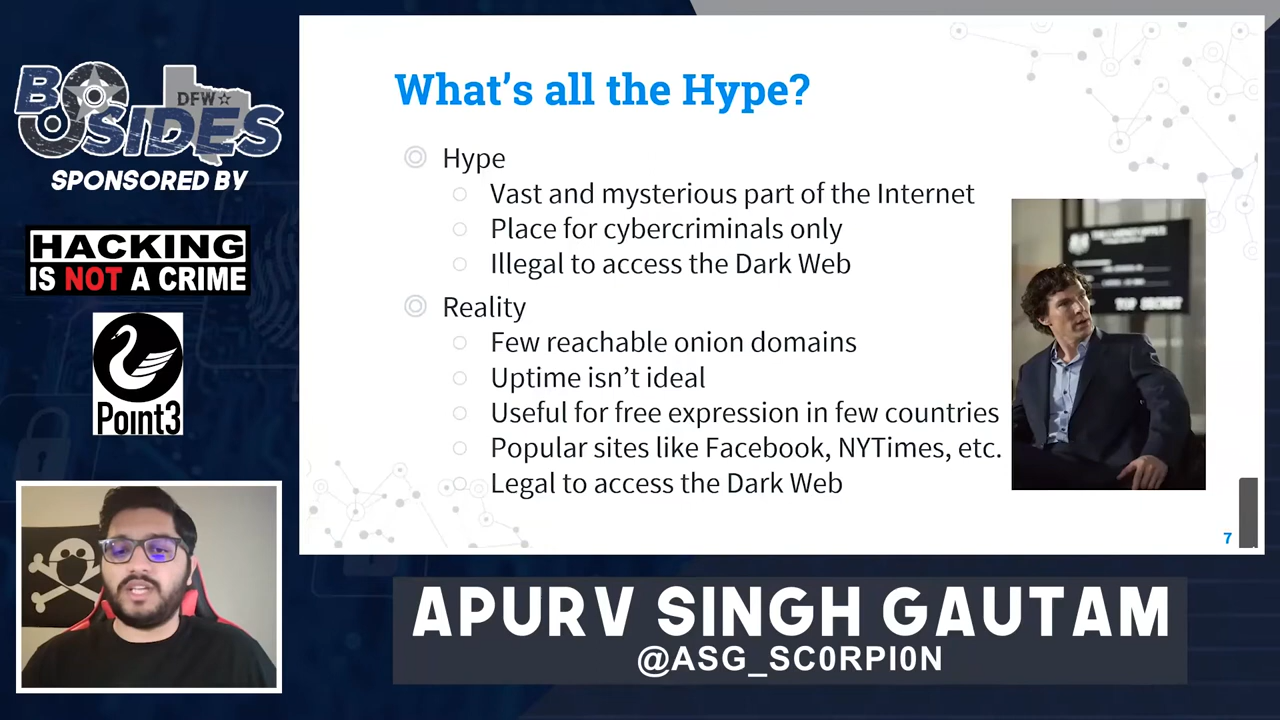 BSIDES
DFW
SPONSORED BY
HACKING
IS NOT A CRIME
Point3
What's all the Hype?
Hype
Vast and mysterious part of the Internet
Place for cybercriminals only
Illegal to access the Dark Web
Reality
Few reachable onion domains
Uptime isn't ideal
Useful for free expression in few countries
Popular sites like Facebook, NYTimes, etc.
Legal to access the Dark Web
TOP SECRET
7
APURV SINGH GAUTAM
@ASG_SC0RPI0N